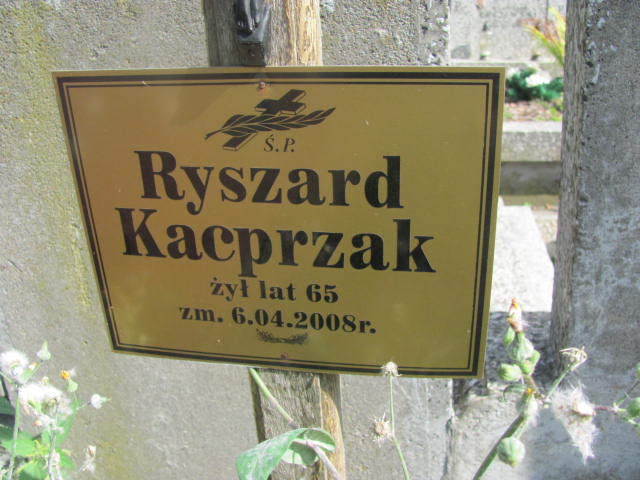 Ś.P.
Ryszard
Kacprzak
żył lat 65
zm. 6.04.2008r.